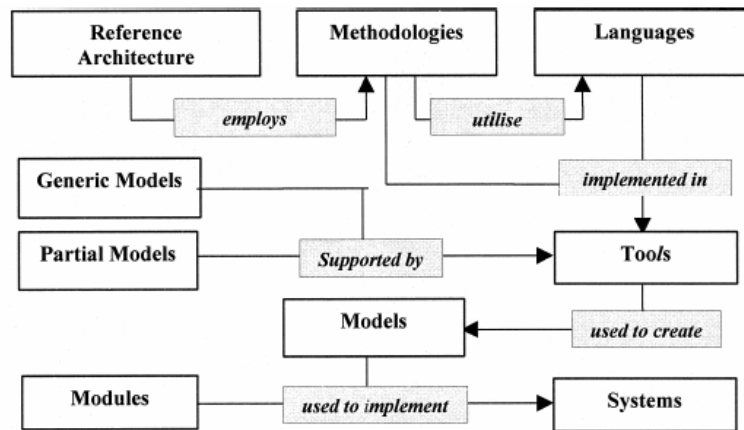 Reference
Architecture
Methodologies
Languages
employs
utilise
Generic Models
implemented in
Partial Models
Supported by
Tools
Models
used to create
Modules
used to implement
Systems